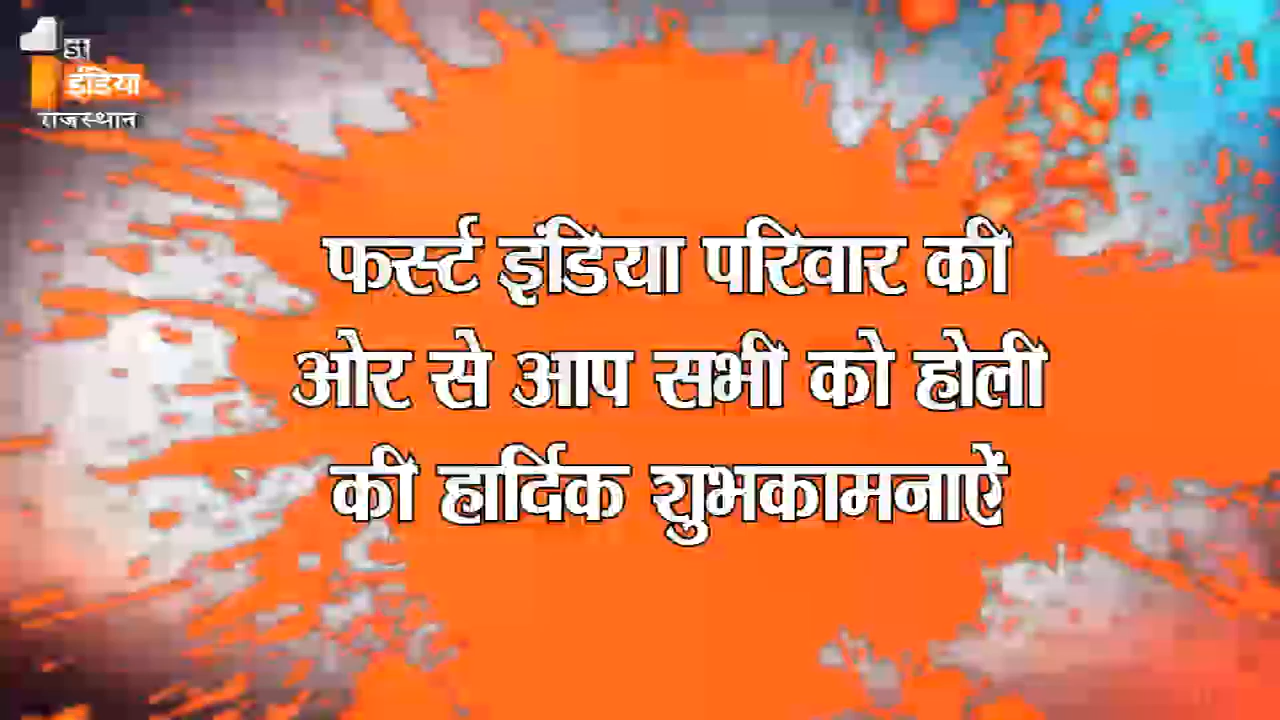 1st
इंडिया
राजस्थान
फर्स्ट इंडिया परिवार की
ओर से आप सभी को होली
की हार्दिक शुभकामनाऐं